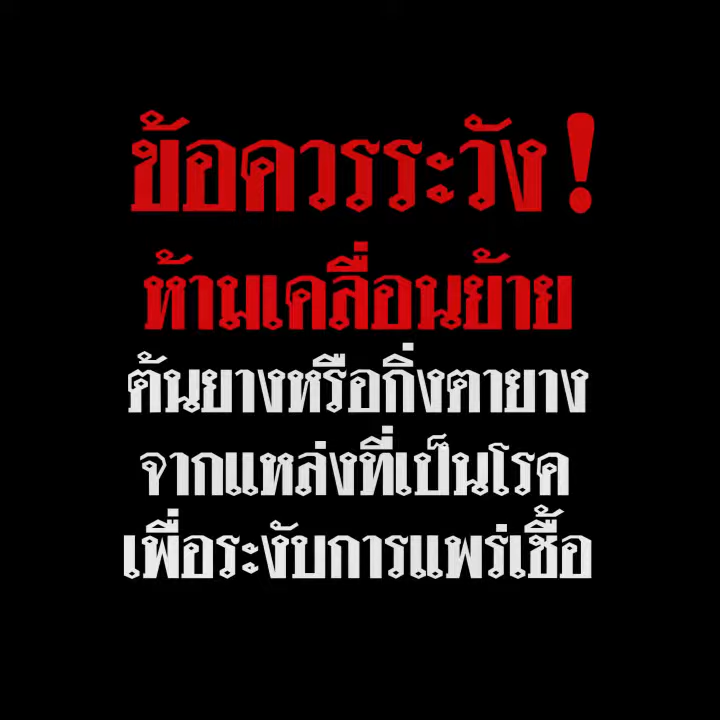 ข้อควรระวัง!
ห้ามเคลื่อนย้าย
ต้นยางหรือกิ่งตายาง
จากแหล่งที่เป็นโรค
เพื่อระงับการแพร่เชื้อ